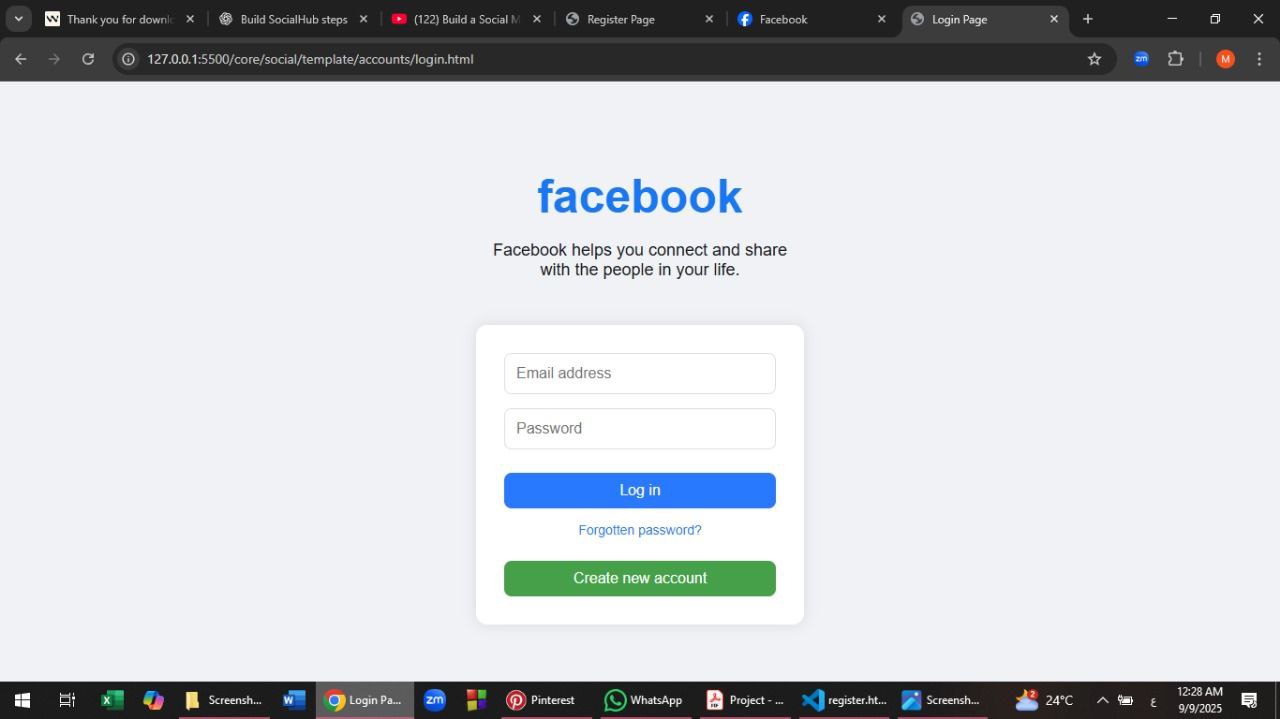 Thank you for downlo
Build SocialHub steps
(122) Build a Social M
Register Page
Facebook
Login Page
127.0.0.1:5500/core/social/template/accounts/login.html
zm
M
facebook
Facebook helps you connect and share
with the people in your life.
Email address
Password
Log in
Forgotten password?
Create new account
Screensh...
Login Pa...
zm
Pinterest
WhatsApp
Project - ...
register.ht...
Screensh...
2
24°C
ع
12:28 AM
9/9/2025